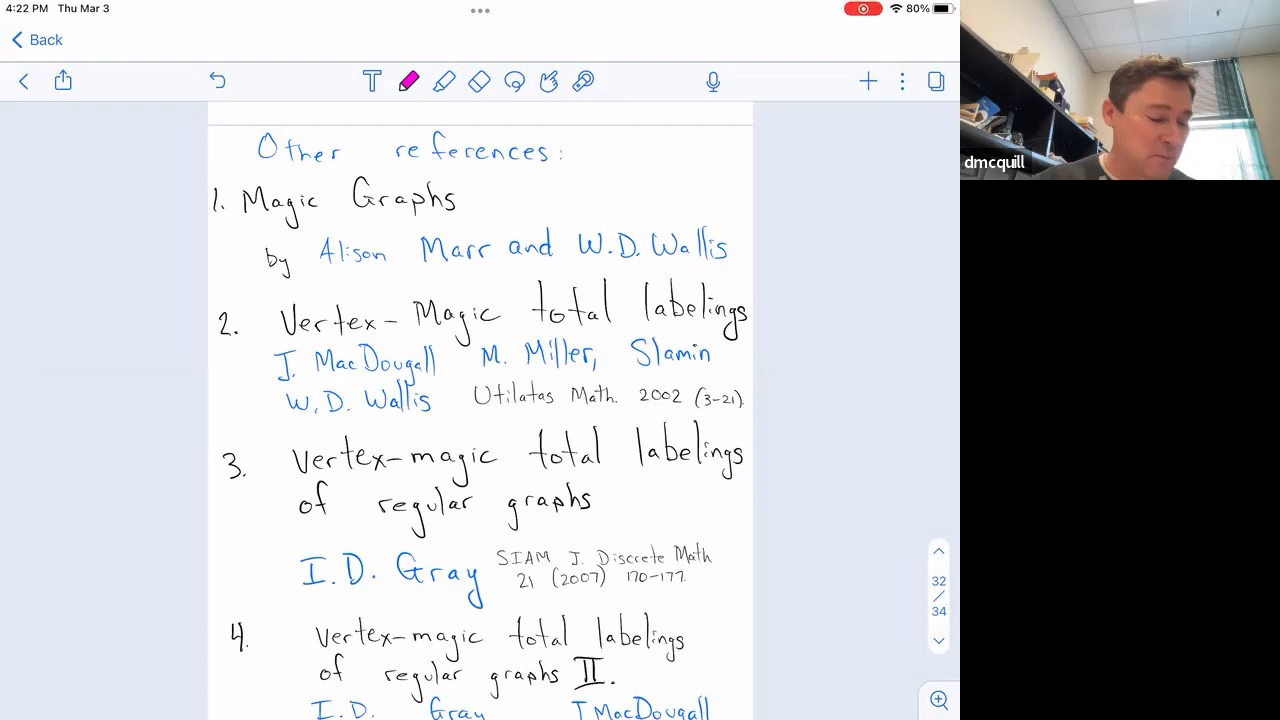 4:22 PM Thu Mar 3
80%
Back
T
Other references:
1. Magic Graphs
by Alison Marr and W.D. Wallis
2. Vertex-Magic total labelings
J. MacDougall M. Miller, Slamin
W.D. Wallis Utilatas Math. 2002 (3-21)
3. Vertex-magic total labelings
of regular graphs
I.D. Gray SIAM J. Discrete Math
21 (2007) 170-177
4. Vertex-magic total labelings
of regular graphs II.
I.D. Gray J MacDougall
32
/
34
dmcquill